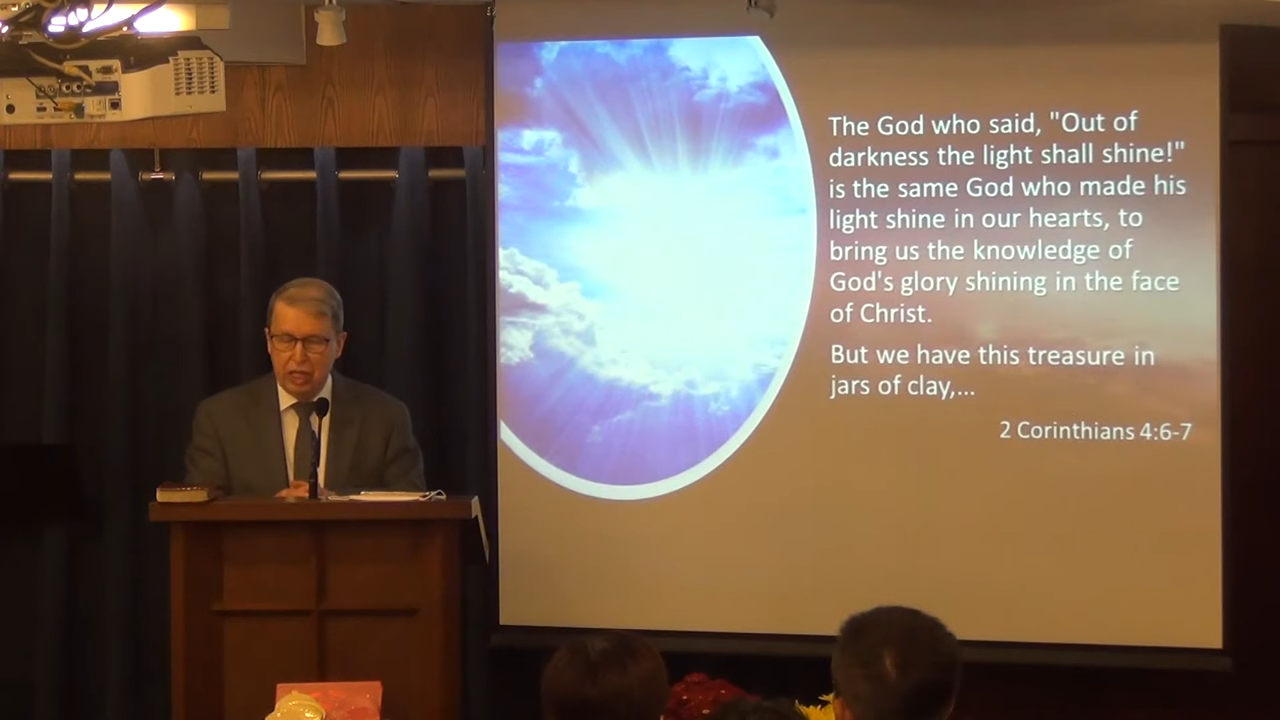 The God who said, "Out of
darkness the light shall shine!"
is the same God who made his
light shine in our hearts, to
bring us the knowledge of
God's glory shining in the face
of Christ.
But we have this treasure in
jars of clay,...
2 Corinthians 4:6-7